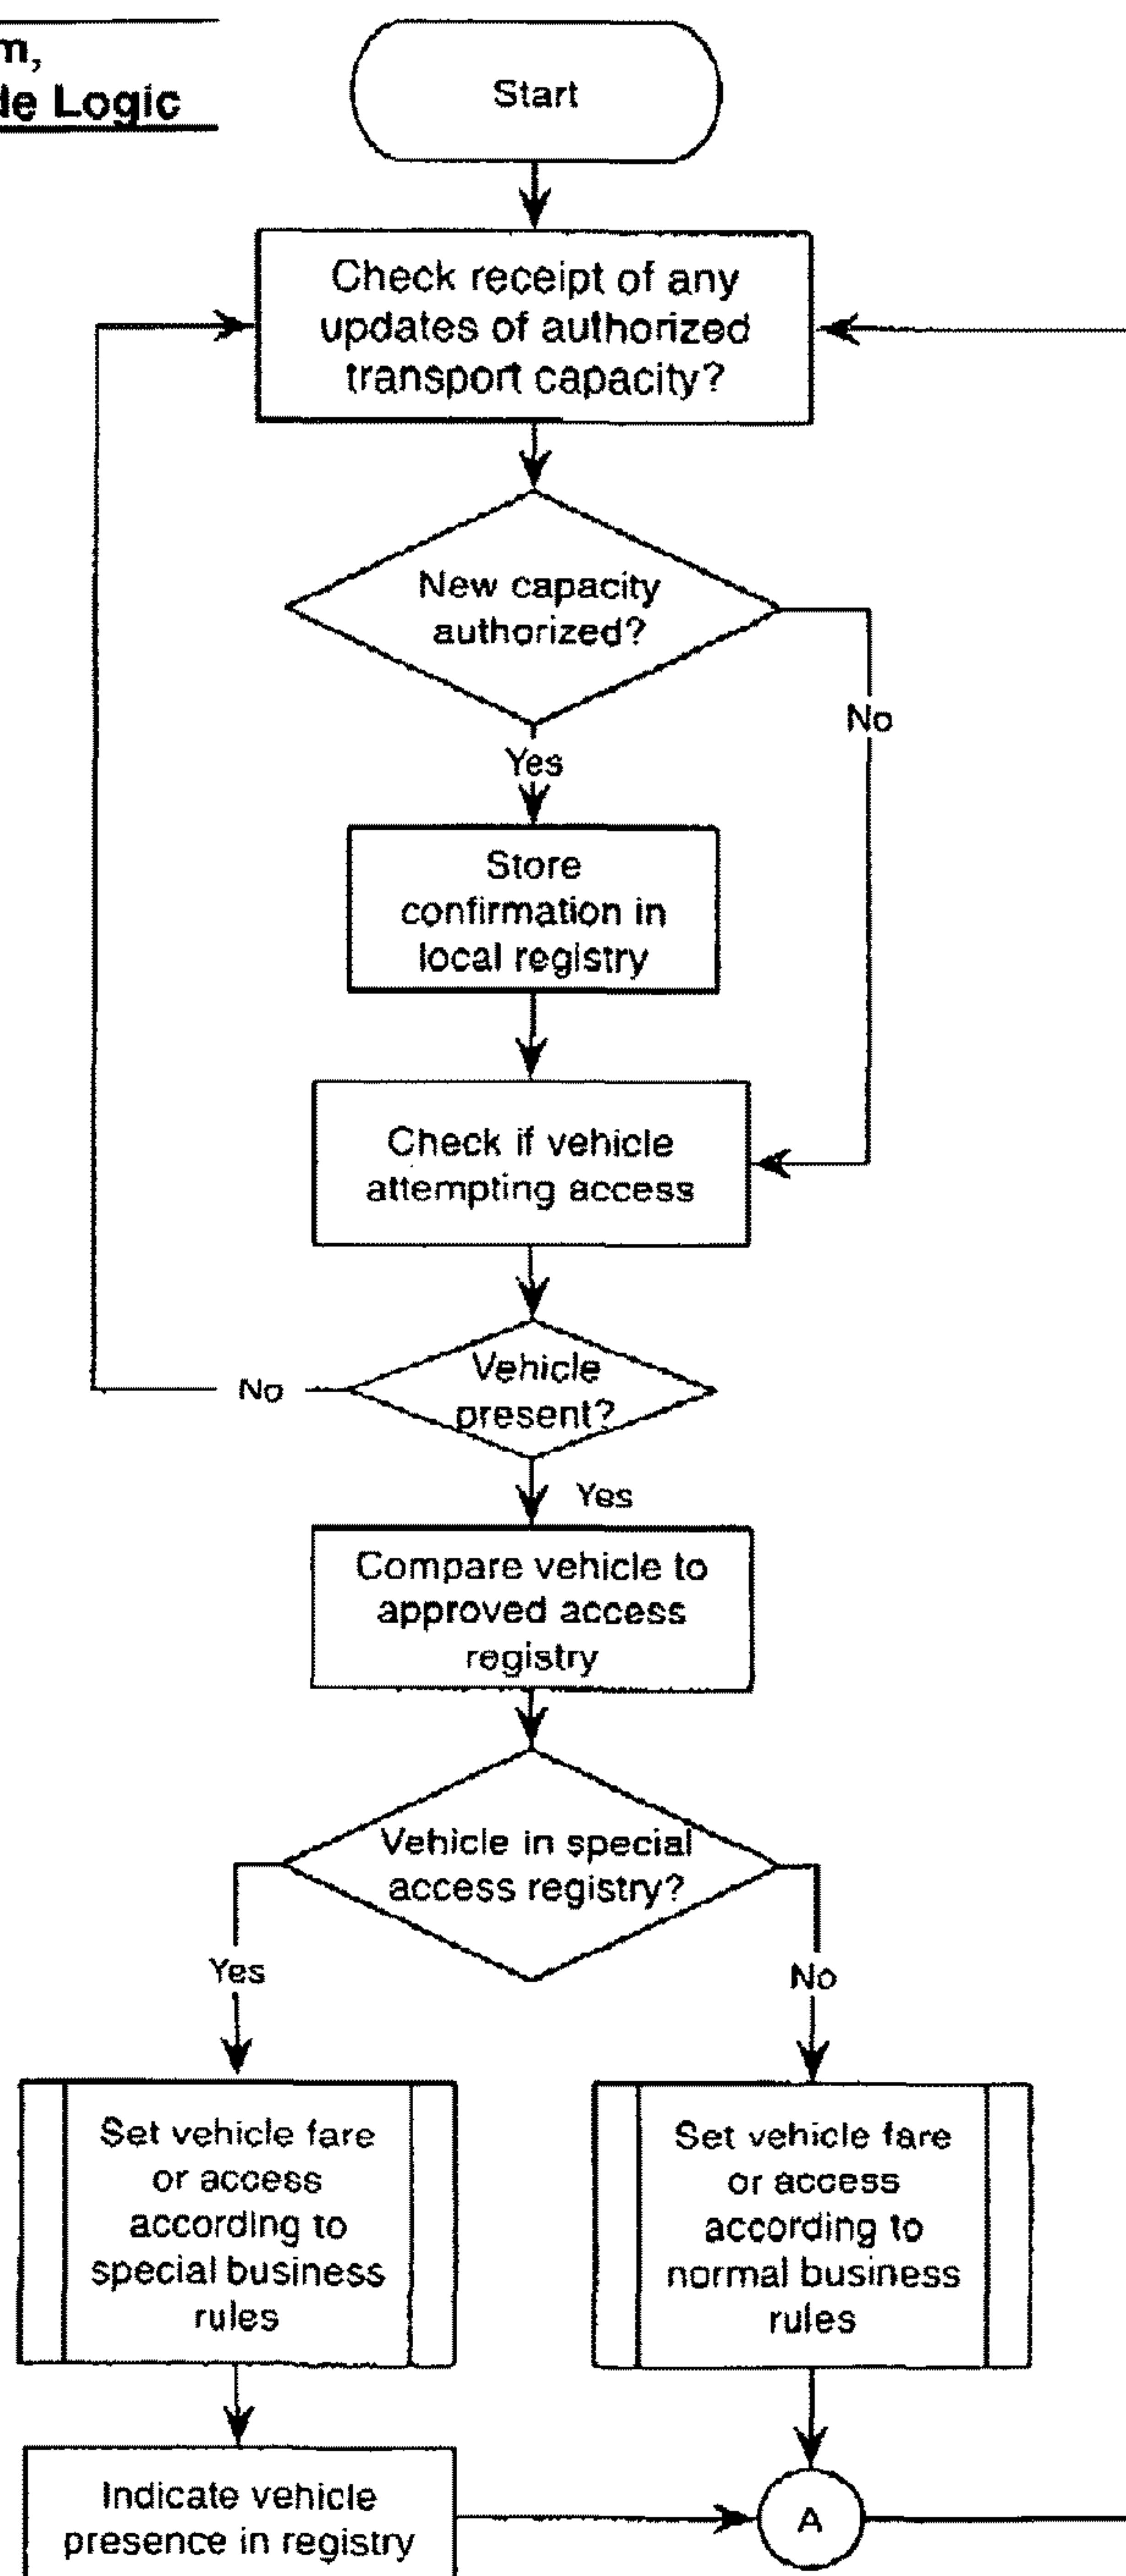 m,
de Logic
Start
Check receipt of any
updates of authorized
transport capacity?
New capacity
authorized?
No
Yes
Store
confirmation in
local registry
Check if vehicle
attempting access
Vehicle
present?
No
Yes
Compare vehicle to
approved access
registry
Vehicle in special
access registry?
Yes
No
Set vehicle fare
or access
according to
special business
rules
Set vehicle fare
or access
according to
normal business
rules
Indicate vehicle
presence in registry
A